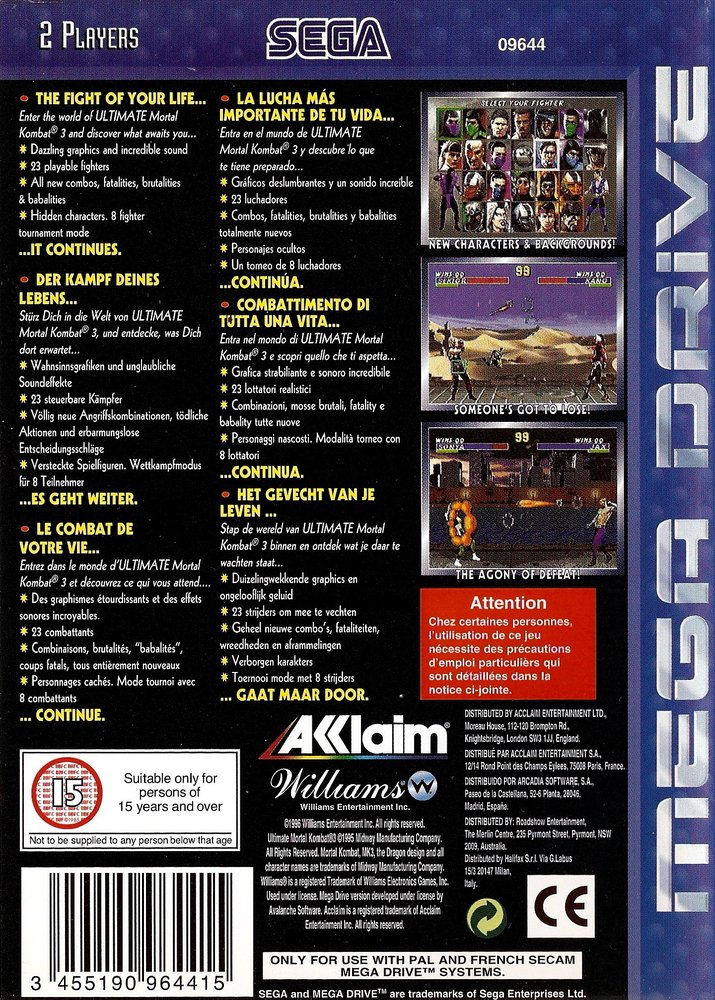 2 PLAYERS
SEGA
09644
MEGA DRIVE
• THE FIGHT OF YOUR LIFE...
Enter the world of ULTIMATE Mortal
Kombat® 3 and discover what awaits you...
✷ Dazzling graphics and incredible sound
✷ 23 playable fighters
✷ All new combos, fatalities, brutalities
& babalities
✷ Hidden characters. 8 fighter
tournament mode
...IT CONTINUES.
• DER KAMPF DEINES
LEBENS...
Stürz Dich in die Welt von ULTIMATE
Mortal Kombat® 3, und entdecke, was Dich
dort erwartet...
✷ Wahnsinnsgrafiken und unglaubliche
Soundeffekte
✷ 23 steuerbare Kämpfer
✷ Völlig neue Angriffskombinationen, tödliche
Aktionen und erbarmungslose
Entscheidungsschläge
✷ Versteckte Spielfiguren. Wettkampfmodus
für 8 Teilnehmer
...ES GEHT WEITER.
• LE COMBAT DE
VOTRE VIE...
Entrez dans le monde d'ULTIMATE Mortal
Kombat® 3 et découvrez ce qui vous attend....
✷ Des graphismes étourdissants et des effets
sonores incroyables.
✷ 23 combattants
✷ Combinaisons, brutalités, "babalités",
coups fatals, tous entièrement nouveaux
✷ Personnages cachés. Mode tournoi avec
8 combattants
... CONTINUE.
• LA LUCHA MÁS
IMPORTANTE DE TU VIDA...
Entra en el mundo de ULTIMATE
Mortal Kombat® 3 y descubre lo que
te tiene preparado...
✷ Gráficos deslumbrantes y un sonido increíble
✷ 23 luchadores
✷ Combos, fatalities, brutalities y babalities
totalmente nuevos
✷ Personajes ocultos
✷ Un torneo de 8 luchadores
...CONTINÚA.
• COMBATTIMENTO DI
TUTTA UNA VITA...
Entra nel mondo di ULTIMATE Mortal
Kombat® 3 e scopri quello che ti aspetta...
✷ Grafica strabiliante e sonoro incredibile
✷ 23 lottatori realistici
✷ Combinazioni, mosse brutali, fatality e
babality tutte nuove
✷ Personaggi nascosti. Modalità torneo con
8 lottatori
...CONTINUA.
• HET GEVECHT VAN JE
LEVEN ...
Stap de wereld van ULTIMATE Mortal
Kombat® 3 binnen en ontdek wat je daar te
wachten staat...
✷ Duizelingwekkende graphics en
ongelooflijk geluid
✷ 23 strijders om mee te vechten
✷ Geheel nieuwe combo's, fataliteiten,
wreedheden en aframmelingen
✷ Verborgen karakters
✷ Toernooi mode met 8 strijders
... GAAT MAAR DOOR.
SELECT YOUR FIGHTER
NEW CHARACTERS & BACKGROUNDS!
WINS:00 99 WINS:00
SEKTOR KANO
SOMEONE'S GOT TO LOSE!
WINS:00 99 WINS:00
SONYA JAX
THE AGONY OF DEFEAT!
Attention
Chez certaines personnes,
l'utilisation de ce jeu
nécessite des précautions
d'emploi particulièrs qui
sont détaillées dans la
notice ci-jointe.
AKKlaim®
Williams W
Williams Entertainment Inc.
©1996 Williams Entertainment Inc. All rights reserved.
Ultimate Mortal Kombat®3 ©1995 Midway Manufacturing Company.
All Rights Reserved. Mortal Kombat, MK3, the Dragon design and all
character names are trademarks of Midway Manufacturing Company.
Williams® is a registered Trademark of Williams Electronics Games, Inc.
Used under license. Mega Drive version developed under license by
Avalanche Software. Acclaim is a registered trademark of Acclaim
Entertainment Inc. All rights reserved.
DISTRIBUTED BY ACCLAIM ENTERTAINMENT LTD.,
Moreau House, 112-120 Brompton Rd.,
Knightsbridge, London SW3 1JJ, England.
DISTRIBUÉ PAR ACCLAIM ENTERTAINMENT S.A.,
12/14 Rond Point des Champs Eylees, 75008 Paris, France.
DISTRIBUIDO POR ARCADIA SOFTWARE, S.A.,
Paseo de la Castellana, 52-6 Planta, 28046,
Madrid, España.
DISTRIBUTED BY: Roadshow Entertainment,
The Merlin Centre, 235 Pyrmont Street, Pyrmont, NSW
2009, Australia.
Distributed by Halifax S.r.l. Via G.Labus
15/3 20147 Milan,
Italy.
15
Suitable only for
persons of
15 years and over
Not to be supplied to any person below that age
3 455190 964415
CE
ONLY FOR USE WITH PAL AND FRENCH SECAM
MEGA DRIVE™ SYSTEMS.
SEGA and MEGA DRIVE™ are trademarks of Sega Enterprises Ltd.